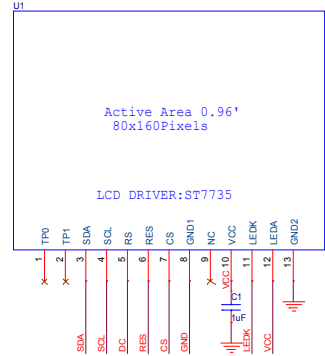 U1
Active Area 0.96'
80x160Pixels
LCD DRIVER:ST7735
TP0 TP1 SDA SCL RS RES CS GND1 NC VCC LEDK LEDA GND2
1 2 3 4 5 6 7 8 9 10 11 12 13
VCC
C1
1uF
SDA SCL DC RES CS GND LEDK VCC